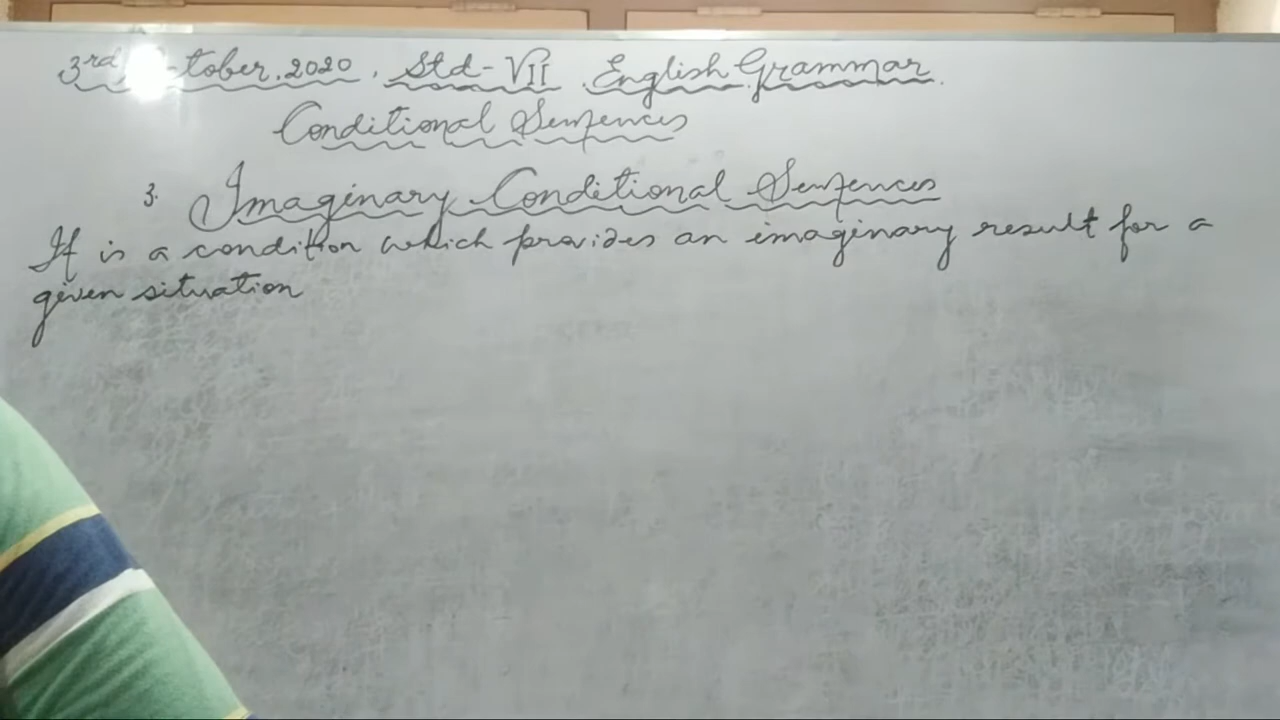 3rd October, 2020, Std - VII English Grammar.
Conditional Sentences
3. Imaginary Conditional Sentences
It is a condition which provides an imaginary result for a
given situation